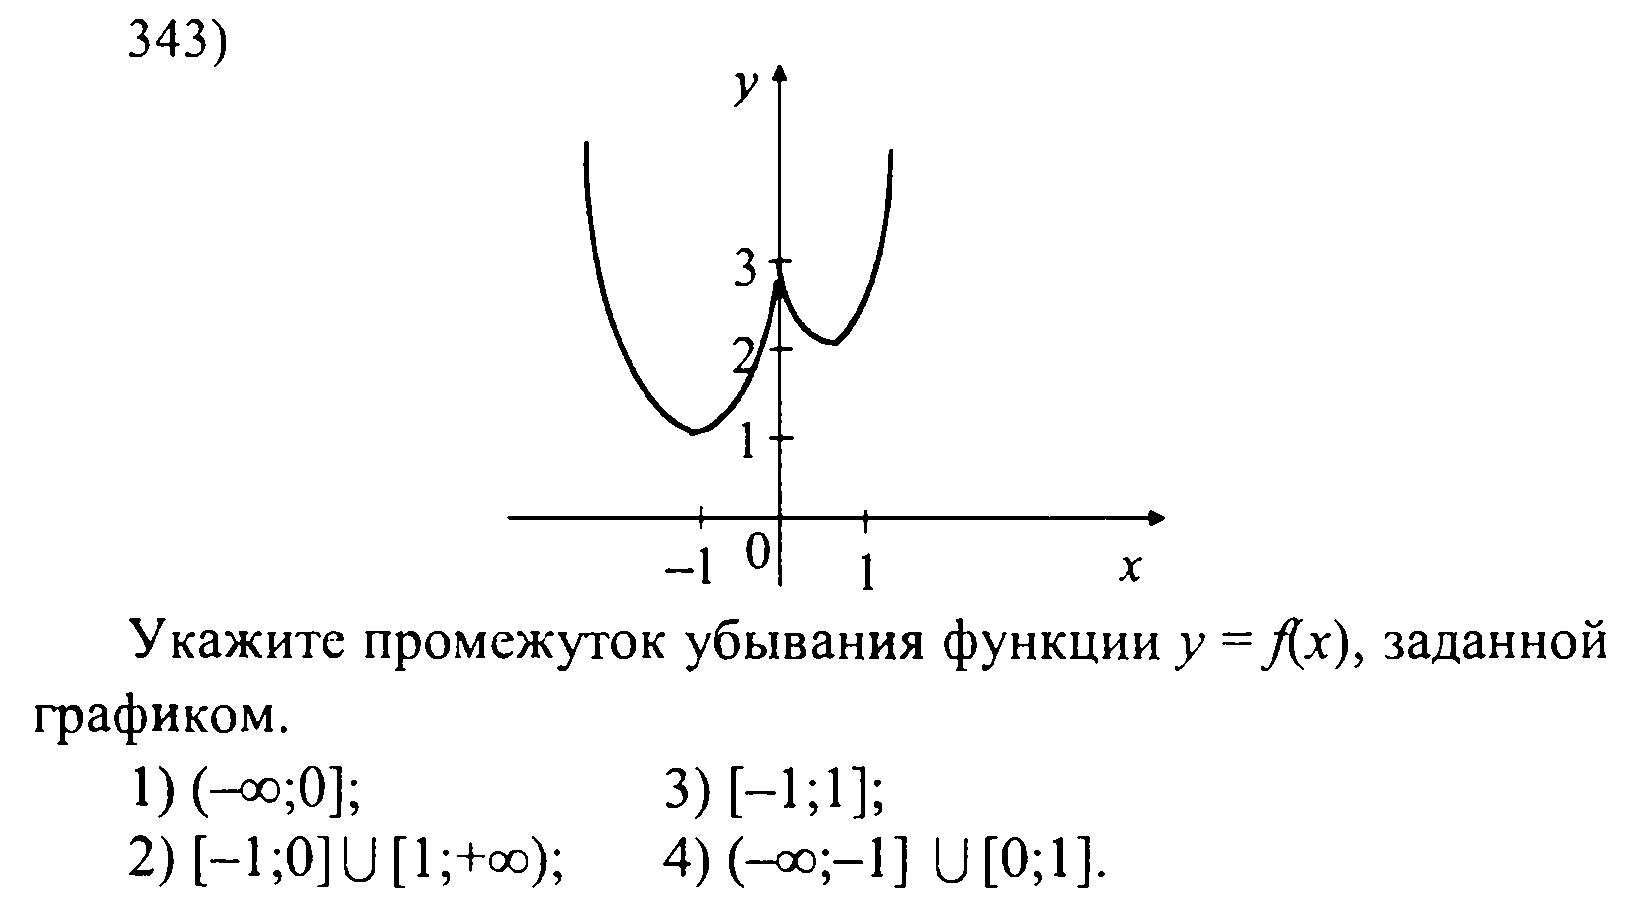 343)
y
3
2
1
–1 0 1 x
Укажите промежуток убывания функции y = f(x), заданной
графиком.
1) (–∞;0]; 3) [–1;1];
2) [–1;0]∪[1;+∞); 4) (–∞;–1] ∪[0;1].